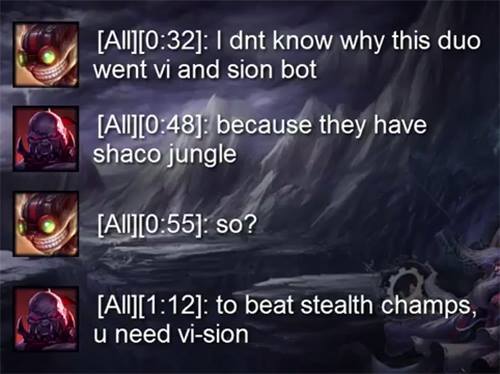 [All][0:32]: I dnt know why this duo
went vi and sion bot
[All][0:48]: because they have
shaco jungle
[All][0:55]: so?
[All][1:12]: to beat stealth champs,
u need vi-sion